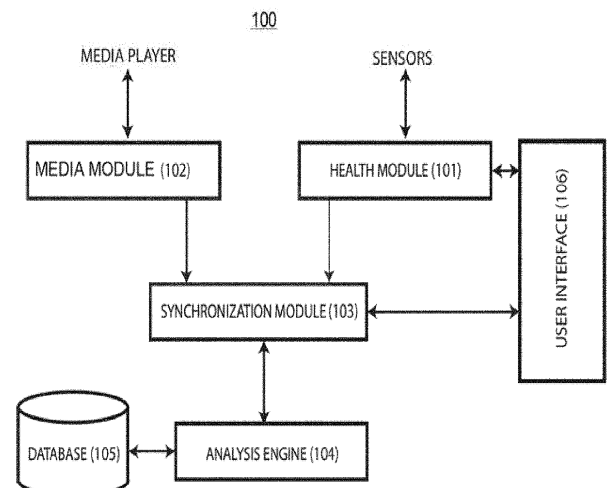 100
MEDIA PLAYER
SENSORS
MEDIA MODULE (102)
HEALTH MODULE (101)
USER INTERFACE (106)
SYNCHRONIZATION MODULE (103)
DATABASE (105)
ANALYSIS ENGINE (104)